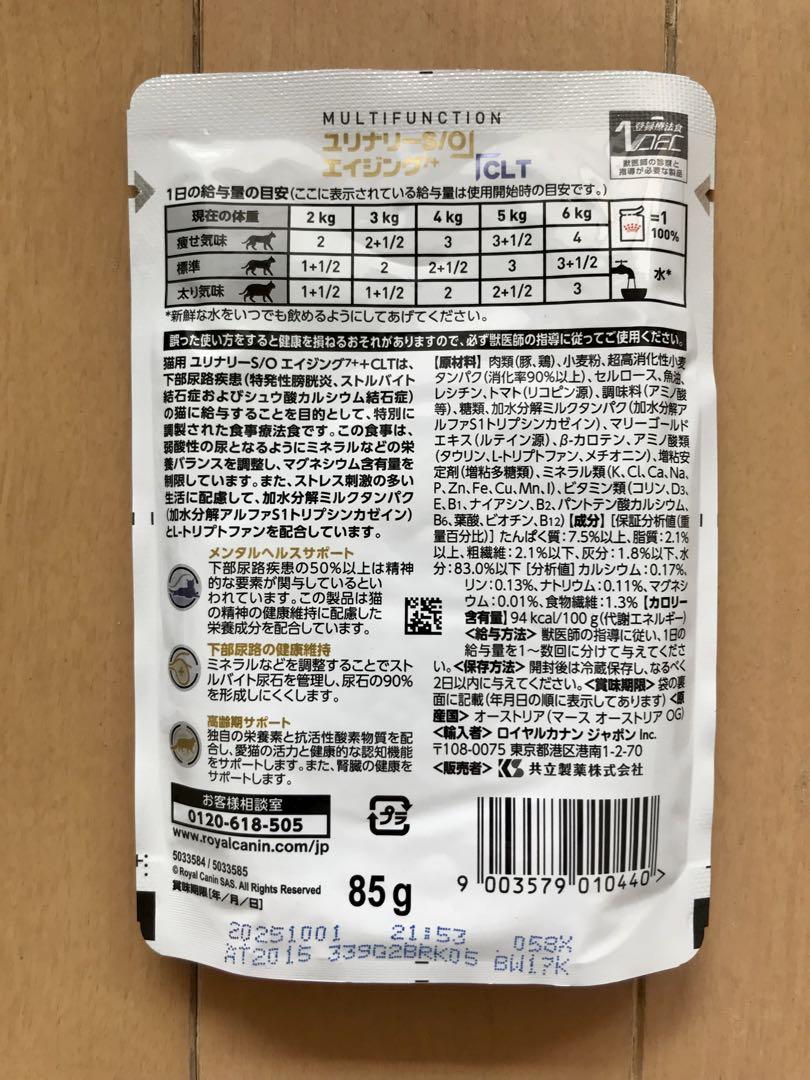 MULTIFUNCTION
ユリナリーS/O
エイジング7+
CLT
登録療法食
獣医師の診察と
指導が必要な製品
1日の給与量の目安(ここに表示されている給与量は使用開始時の目安です。)
現在の体重 2 kg 3 kg 4 kg 5 kg 6 kg =1 100%
痩せ気味 2 2+1/2 3 3+1/2 4
標準 1+1/2 2 2+1/2 3 3+1/2 水*
太り気味 1+1/2 1+1/2 2 2+1/2 3
*新鮮な水をいつでも飲めるようにしてあげてください。
誤った使い方をすると健康を損ねるおそれがありますので、必ず獣医師の指導に従ってご使用ください。
猫用 ユリナリーS/O エイジング7++CLTは、
下部尿路疾患(特発性膀胱炎、ストルバイト
結石症およびシュウ酸カルシウム結石症)
の猫に給与することを目的として、特別に
調製された食事療法食です。この食事は、
弱酸性の尿となるようにミネラルなどの栄
養バランスを調整し、マグネシウム含有量を
制限しています。また、ストレス刺激の多い
生活に配慮して、加水分解ミルクタンパク
(加水分解アルファS1トリプシンカゼイン)
とL-トリプトファンを配合しています。
メンタルヘルスサポート
下部尿路疾患の50%以上は精神
的な要素が関与しているとい
われています。この製品は猫
の精神の健康維持に配慮した
栄養成分を配合しています。
下部尿路の健康維持
ミネラルなどを調整することでスト
ルバイト尿石を管理し、尿石の90%
を形成しにくくします。
高齢期サポート
独自の栄養素と抗活性酸素物質を配
合し、愛猫の活力と健康的な認知機能
をサポートします。また、腎臓の健康を
サポートします。
【原材料】肉類(豚、鶏)、小麦粉、超高消化性小麦
タンパク(消化率90%以上)、セルロース、魚油、
レシチン、トマト(リコピン源)、調味料(アミノ酸
等)、糖類、加水分解ミルクタンパク(加水分解ア
ルファS1トリプシンカゼイン)、マリーゴールド
エキス(ルテイン源)、β-カロテン、アミノ酸類
(タウリン、L-トリプトファン、メチオニン)、増粘安
定剤(増粘多糖類)、ミネラル類(K、Cl、Ca、Na、
P、Zn、Fe、Cu、Mn、I)、ビタミン類(コリン、D3、
E、B1、ナイアシン、B2、パントテン酸カルシウム、
B6、葉酸、ビオチン、B12)【成分】[保証分析値(重
量百分比)]たんぱく質:7.5%以上、脂質:2.1%
以上、粗繊維:2.1%以下、灰分:1.8%以下、水
分:83.0%以下 [分析値]カルシウム:0.17%、
リン:0.13%、ナトリウム:0.11%、マグネシ
ウム:0.01%、食物繊維:1.3%【カロリー
含有量】94 kcal/100 g(代謝エネルギー)
<給与方法>獣医師の指導に従い、1日の
給与量を1~数回に分けて与えてくださ
い。<保存方法>開封後は冷蔵保存し、なるべく
2日以内に与えてください。<賞味期限>袋の裏
面に記載(年月日の順に表示してあります)<原
産国>オーストリア(マース オーストリア OG)
<輸入者>ロイヤルカナン ジャポン Inc.
〒108-0075 東京都港区港南1-2-70
<販売者> KS 共立製薬株式会社
お客様相談室
0120-618-505
www.royalcanin.com/jp
5033584 / 5033585
© Royal Canin SAS. All Rights Reserved
賞味期限[年/月/日]
85g
プラ
9 003579 010440 >
20251001 21:53 058X
AT2015 339G2BRK05 BW17K